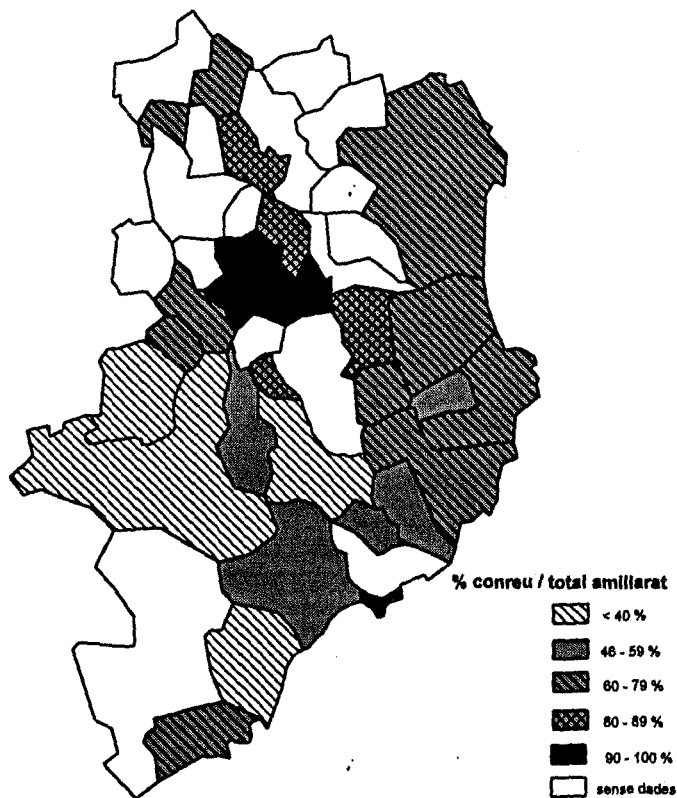 % conreu / total amillarat
< 40 %
46 - 59 %
60 - 79 %
80 - 89 %
90 - 100 %
sense dades